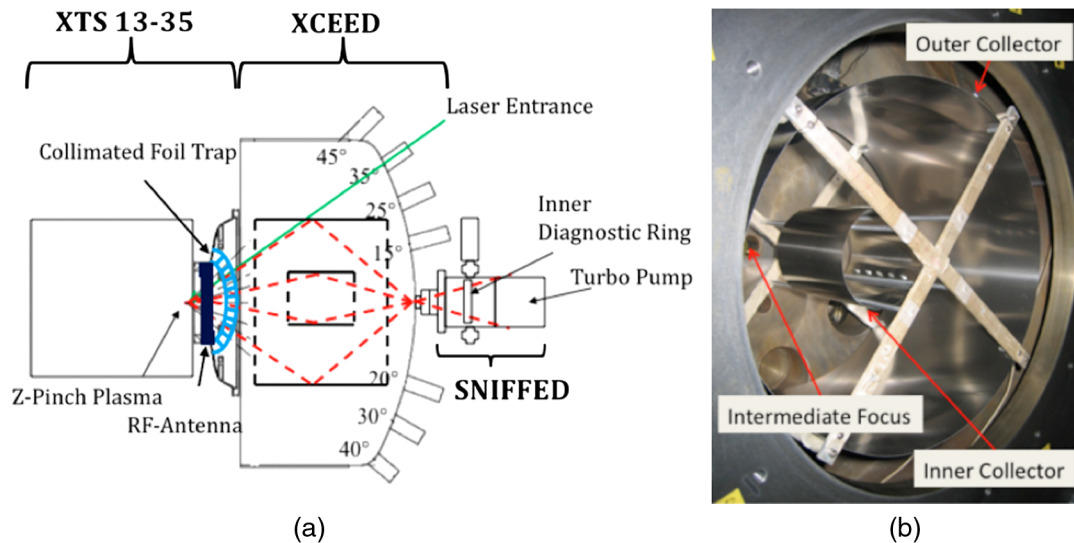 XTS 13-35
XCEED
Laser Entrance
Collimated Foil Trap
45°
35°
25°
15°
Inner
Diagnostic Ring
Turbo Pump
Z-Pinch Plasma
RF-Antenna
20°
30°
40°
SNIFFED
(a)
Outer Collector
Intermediate Focus
Inner Collector
(b)